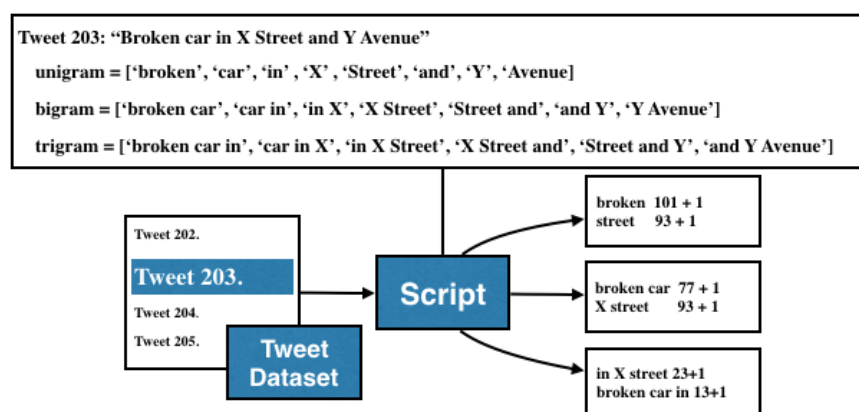 Tweet 203: “Broken car in X Street and Y Avenue”
unigram = [‘broken’, ‘car’, ‘in’ , ‘X’ , ‘Street’, ‘and’, ‘Y’, ‘Avenue]
bigram = [‘broken car’, ‘car in’, ‘in X’, ‘X Street’, ‘Street and’, ‘and Y’, ‘Y Avenue’]
trigram = [‘broken car in’, ‘car in X’, ‘in X Street’, ‘X Street and’, ‘Street and Y’, ‘and Y Avenue’]
Tweet 202.
Tweet 203.
Tweet 204.
Tweet 205.
Tweet
Dataset
Script
broken 101 + 1
street 93 + 1
broken car 77 + 1
X street 93 + 1
in X street 23+1
broken car in 13+1